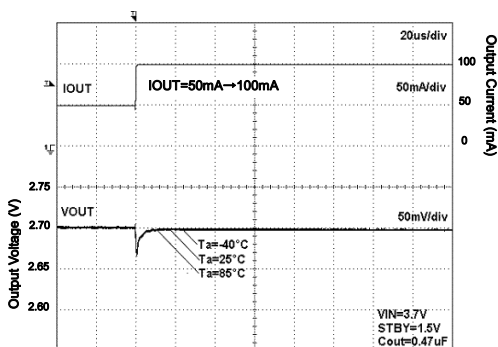 20us/div
IOUT
IOUT=50mA→100mA
50mA/div
100
50
0
Output Current (mA)
2.75
2.70
2.65
2.60
Output Voltage (V)
VOUT
50mV/div
Ta=-40°C
Ta=25°C
Ta=85°C
VIN=3.7V
STBY=1.5V
Cout=0.47uF